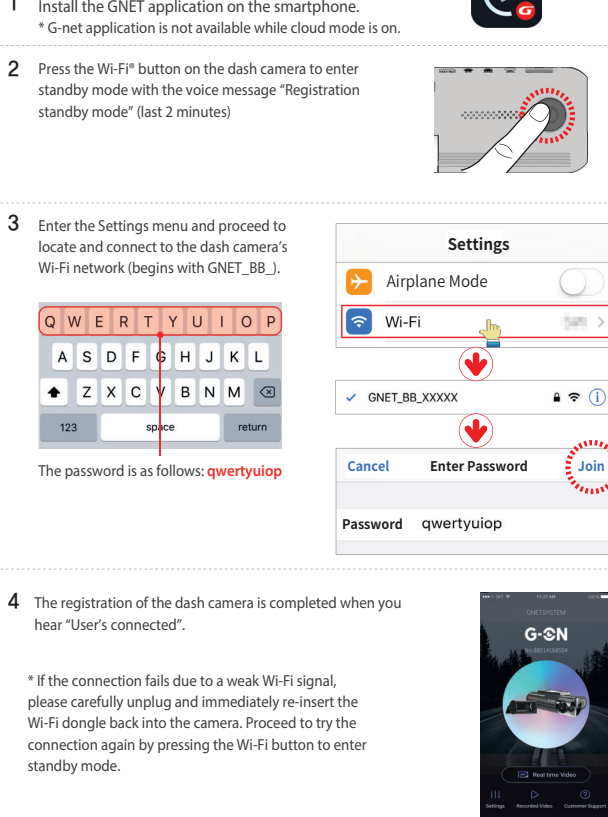 1 Install the GNET application on the smartphone.
* G-net application is not available while cloud mode is on.
G
2 Press the Wi-Fi® button on the dash camera to enter
standby mode with the voice message “Registration
standby mode” (last 2 minutes)
3 Enter the Settings menu and proceed to
locate and connect to the dash camera’s
Wi-Fi network (begins with GNET_BB_).
Q W E R T Y U I O P
A S D F G H J K L
Z X C V B N M
123 space return
The password is as follows: qwertyuiop
Settings
Airplane Mode
Wi-Fi
GNET_BB_XXXXX
Cancel Enter Password Join
Password qwertyuiop
4 The registration of the dash camera is completed when you
hear “User’s connected”.
* If the connection fails due to a weak Wi-Fi signal,
please carefully unplug and immediately re-insert the
Wi-Fi dongle back into the camera. Proceed to try the
connection again by pressing the Wi-Fi button to enter
standby mode.
11:27 AM
GNETSYSTEM
G-ON
No.88014168504
Real time Video
Settings Recorded Video Customer Support